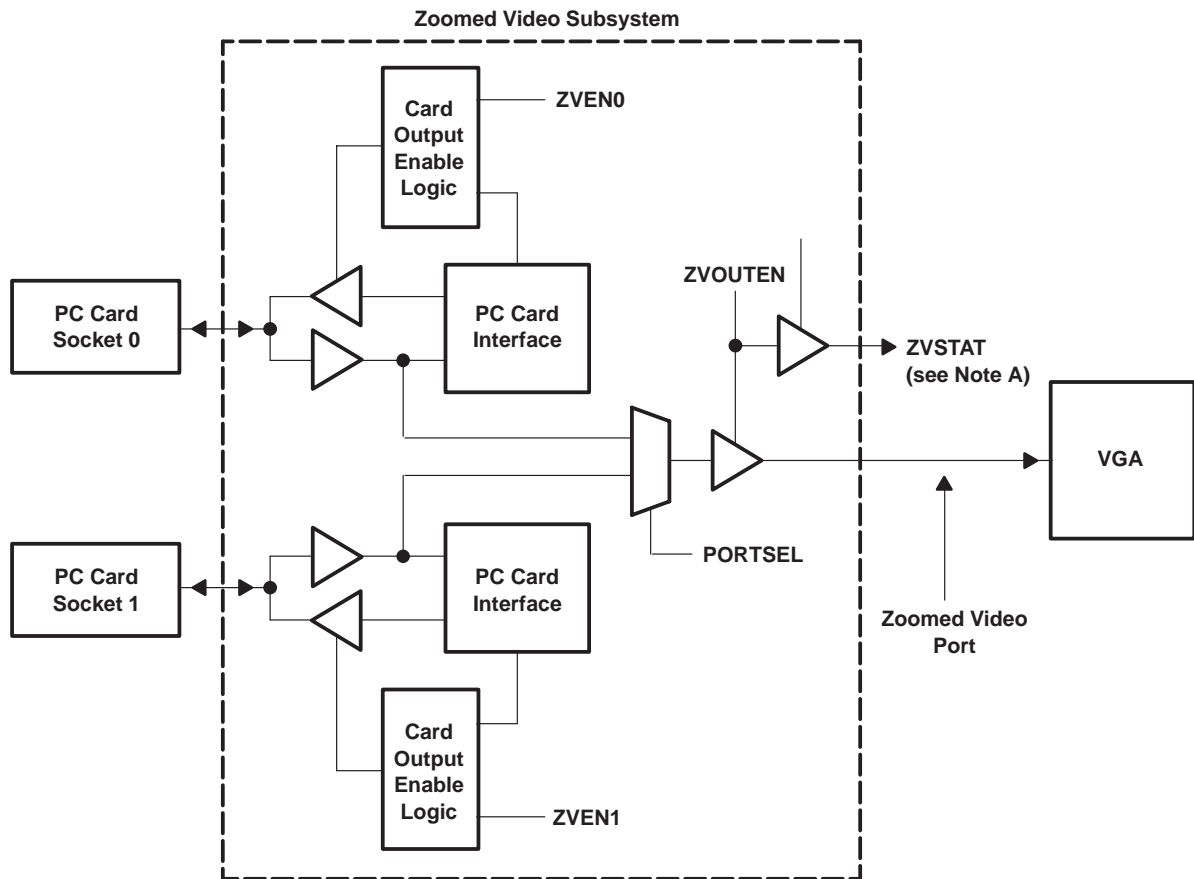 Zoomed Video Subsystem
Card
Output
Enable
Logic
ZVEN0
PC Card
Socket 0
PC Card
Interface
ZVOUTEN
ZVSTAT
(see Note A)
VGA
PORTSEL
PC Card
Socket 1
PC Card
Interface
Zoomed Video
Port
Card
Output
Enable
Logic
ZVEN1